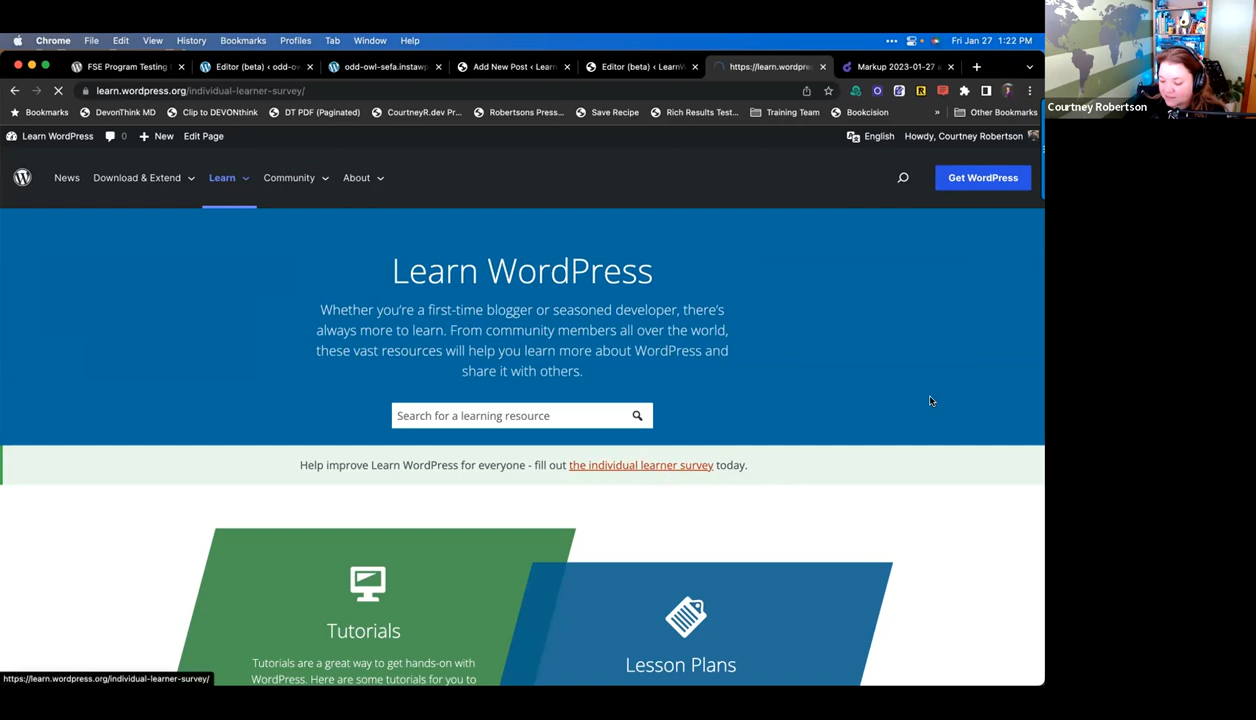 Chrome File Edit View History Bookmarks Profiles Tab Window Help
Fri Jan 27 1:22 PM
FSE Program Testing
Editor (beta) ‹ odd-ow
odd-owl-sefa.instawp
Add New Post ‹ Learn
Editor (beta) ‹ LearnW
https://learn.wordpres
Markup 2023-01-27 a
learn.wordpress.org/individual-learner-survey/
Bookmarks DevonThink MD Clip to DEVONthink DT PDF (Paginated) CourtneyR.dev Pr... Robertsons Press... Save Recipe Rich Results Test... Training Team Bookcision » Other Bookmarks
Learn WordPress 0 New Edit Page English Howdy, Courtney Robertson
News Download & Extend Learn Community About Get WordPress
Learn WordPress
Whether you're a first-time blogger or seasoned developer, there's
always more to learn. From community members all over the world,
these vast resources will help you learn more about WordPress and
share it with others.
Search for a learning resource
Help improve Learn WordPress for everyone - fill out the individual learner survey today.
Tutorials
Tutorials are a great way to get hands-on with
WordPress. Here are some tutorials for you to
Lesson Plans
https://learn.wordpress.org/individual-learner-survey/
Courtney Robertson